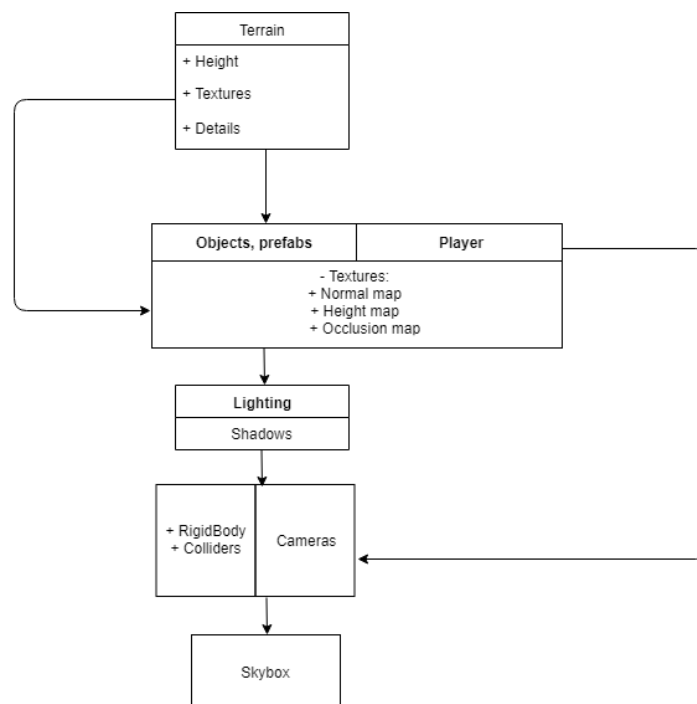 Terrain
+ Height
+ Textures
+ Details
Objects, prefabs
Player
- Textures:
+ Normal map
+ Height map
+ Occlusion map
Lighting
Shadows
+ RigidBody
+ Colliders
Cameras
Skybox